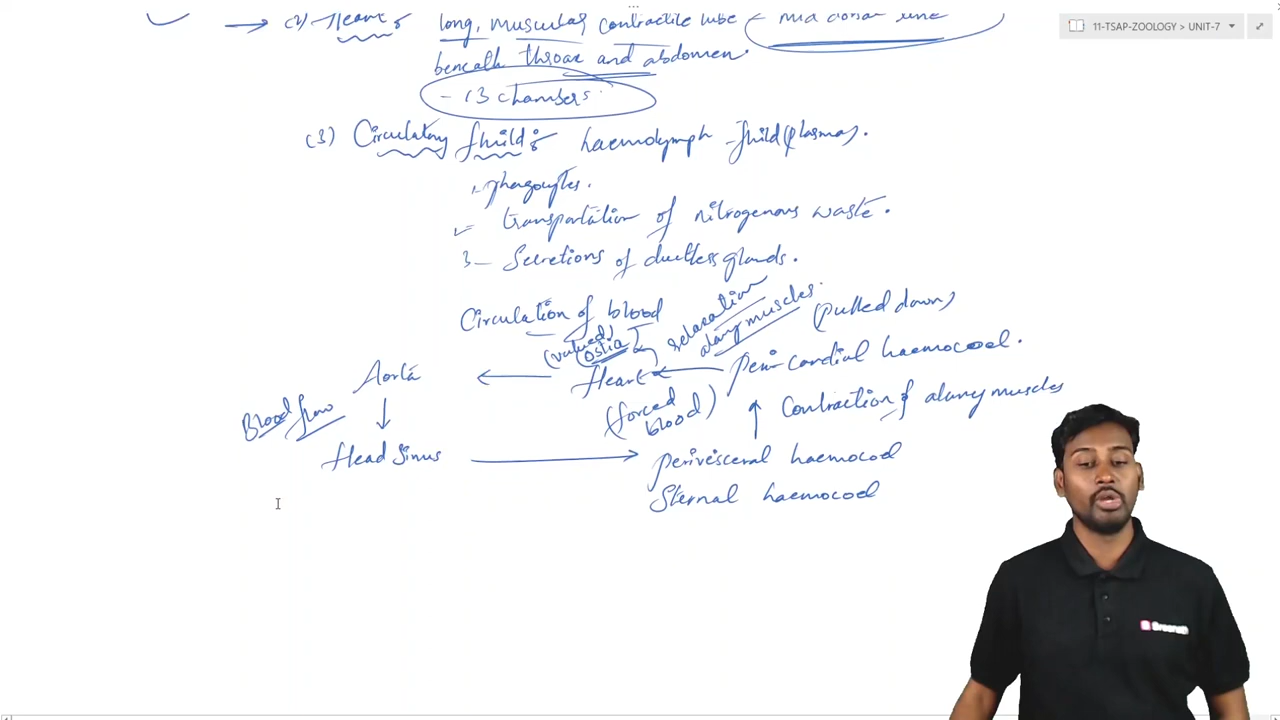 11-TSAP-ZOOLOGY > UNIT-7
(2) Heart : long, muscular contractile tube - mid dorsal line
beneath thorax and abdomen.
- 13 chambers.
(3) Circulatory fluid : haemolymph - fluid (plasma).
1. phagocytes.
transportation of nitrogenous waste.
3 - Secretions of ductless glands.
Circulation of blood
relaxation
alary muscles.
(pulled down)
(valved)
(ostia)
Aorta
Heart
peri-cardial haemocoel.
(forced
blood)
contraction of alary muscles
Blood flow
Head sinus
perivisceral haemocoel
Sternal haemocoel